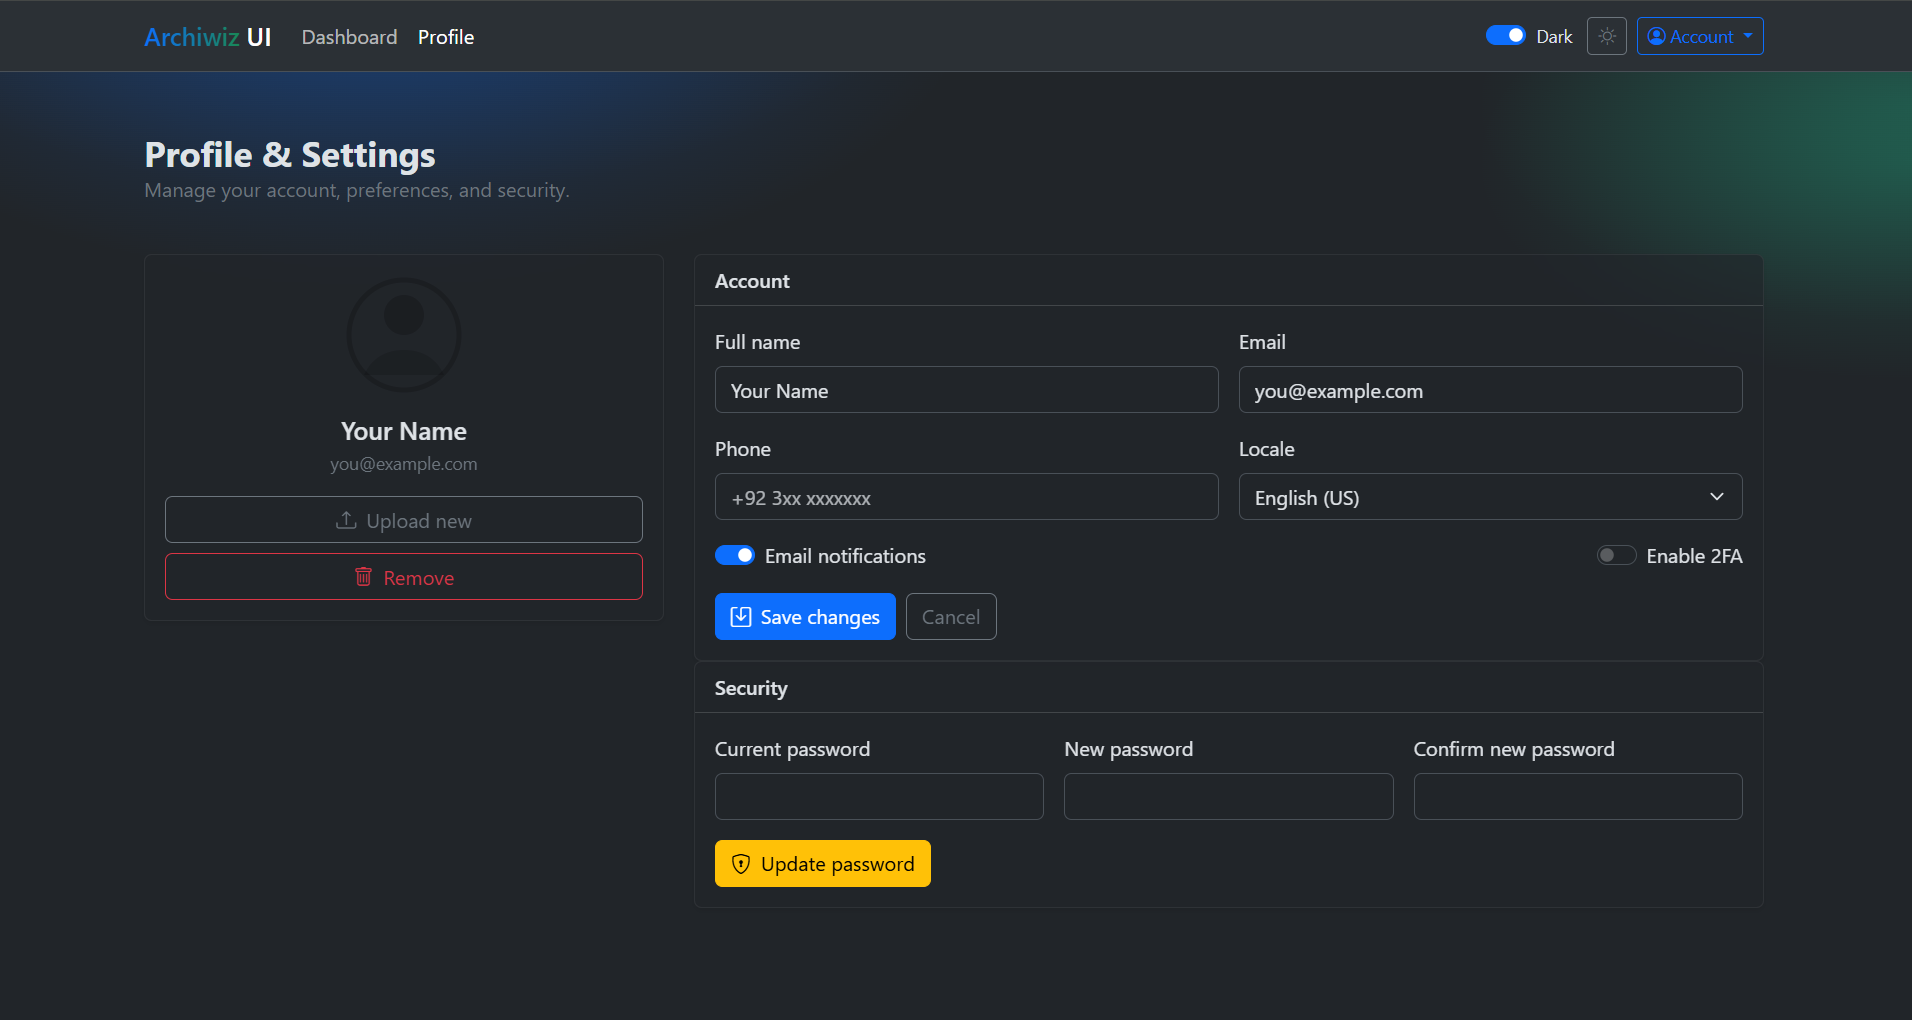 Archiwiz UI Dashboard Profile Dark Account
Profile & Settings
Manage your account, preferences, and security.
Your Name
you@example.com
Upload new
Remove
Account
Full name Email
Your Name you@example.com
Phone Locale
+92 3xx xxxxxxx English (US)
Email notifications Enable 2FA
Save changes Cancel
Security
Current password New password Confirm new password
Update password